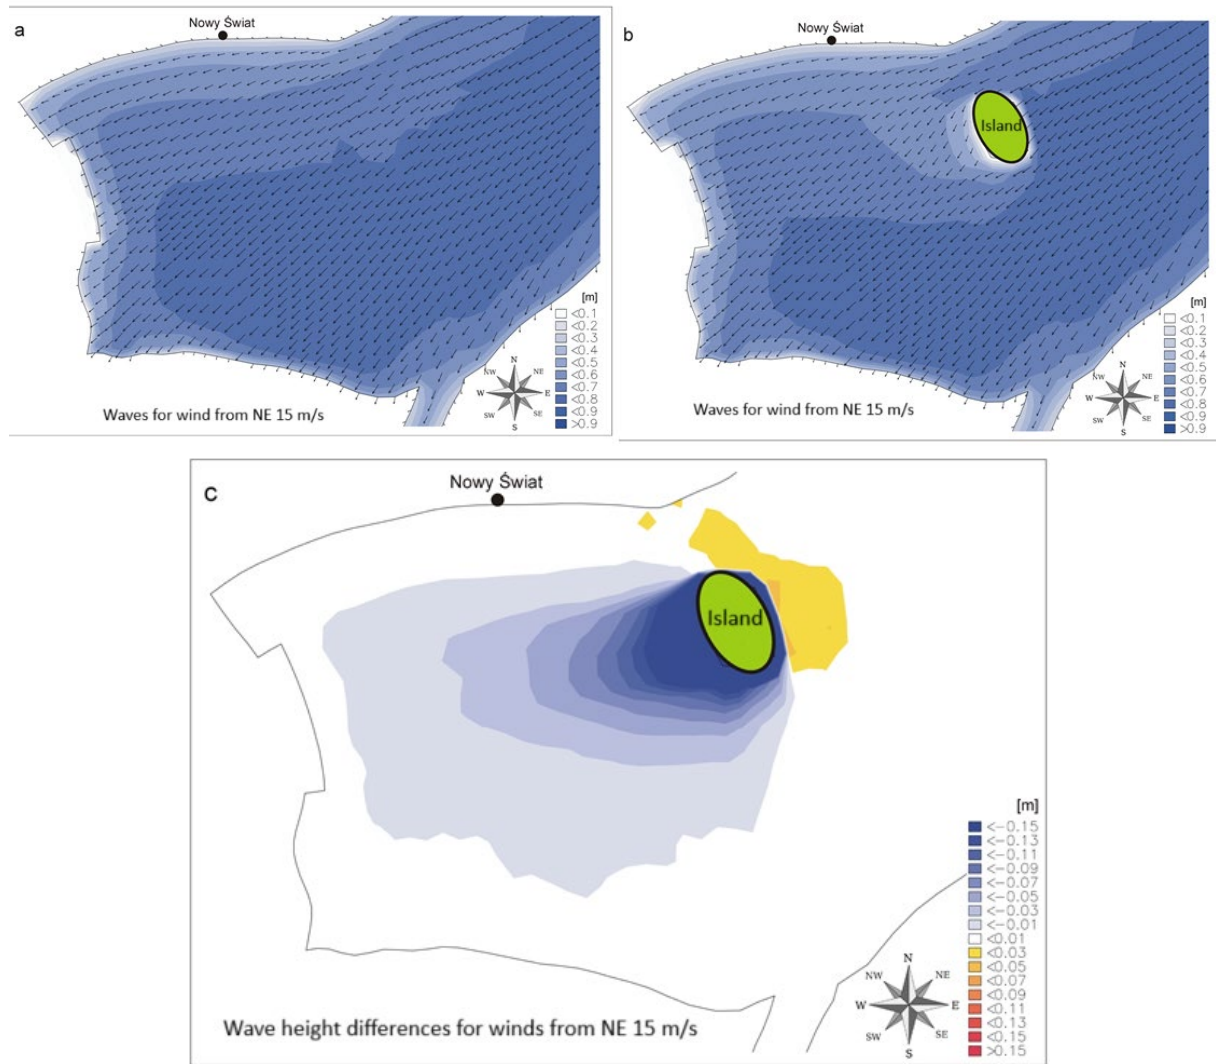 a
Nowy Świat
[m]
<0.1
<0.2
<0.3
<0.4
<0.5
<0.6
<0.7
<0.8
<0.9
>0.9
N
NW
NE
W
E
SW
SE
S
Waves for wind from NE 15 m/s
b
Nowy Świat
Island
[m]
<0.1
<0.2
<0.3
<0.4
<0.5
<0.6
<0.7
<0.8
<0.9
>0.9
N
NW
NE
W
E
SW
SE
S
Waves for wind from NE 15 m/s
c
Nowy Świat
Island
[m]
<-0.15
<-0.13
<-0.11
<-0.09
<-0.07
<-0.05
<-0.03
<-0.01
<0.01
<0.03
<0.05
<0.07
<0.09
<0.11
<0.13
<0.15
>0.15
N
NW
NE
W
E
SW
SE
S
Wave height differences for winds from NE 15 m/s